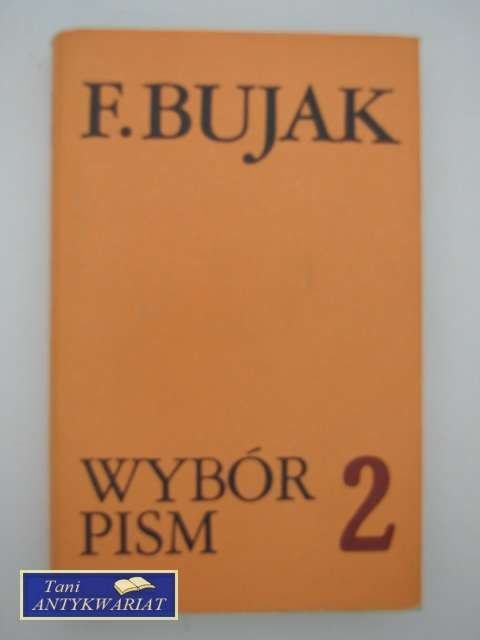 F. BUJAK
WYBÓR
PISM
2
Tani
ANTYKWARIAT